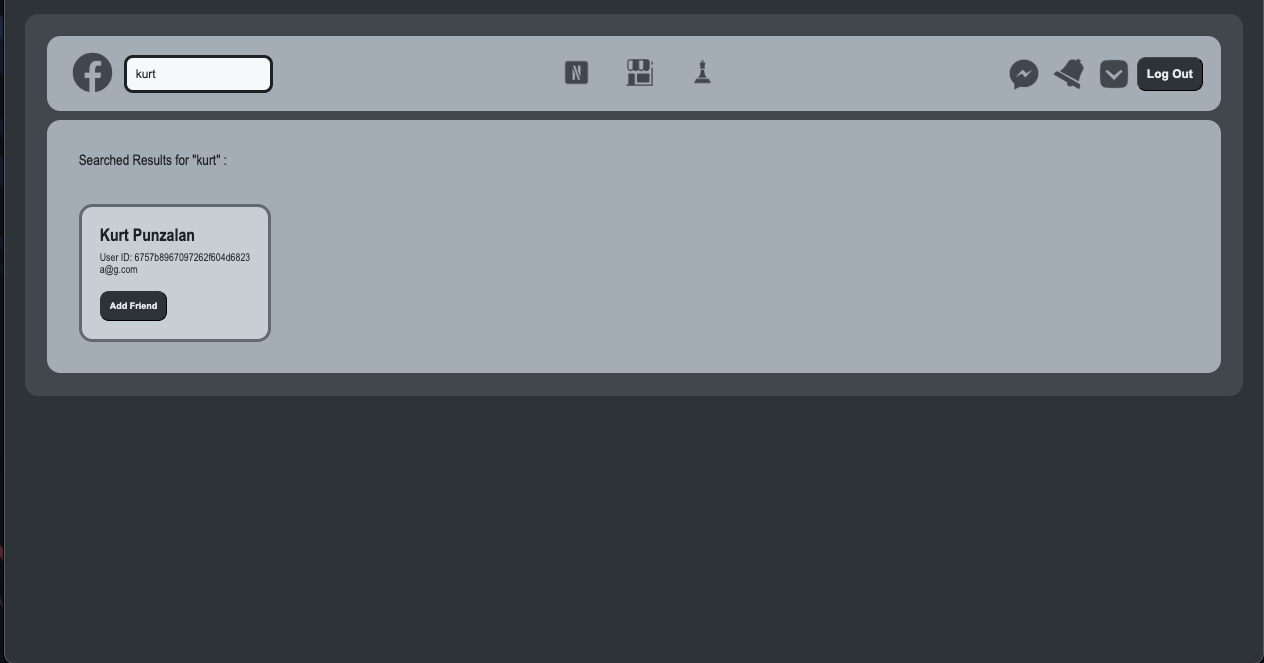 kurt
N
Log Out
Searched Results for "kurt" :
Kurt Punzalan
User ID: 6757b8967097262f604d6823
a@g.com
Add Friend